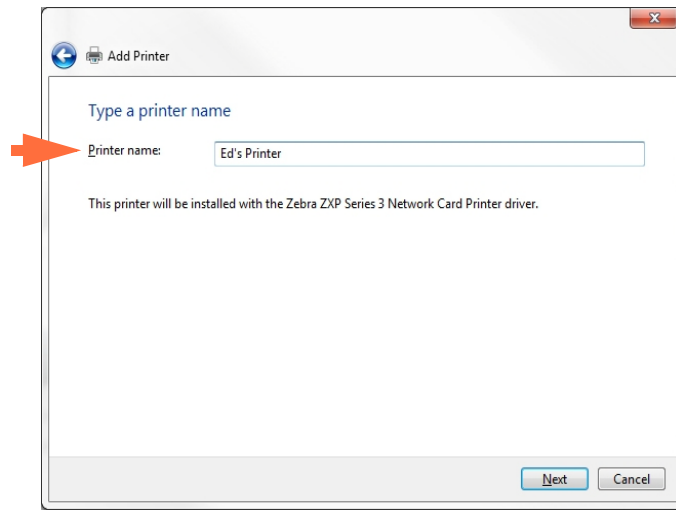 Add Printer
Type a printer name
Printer name: Ed's Printer
This printer will be installed with the Zebra ZXP Series 3 Network Card Printer driver.
Next Cancel